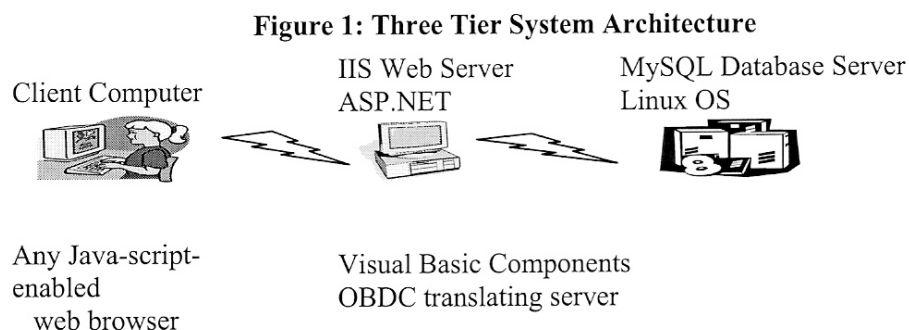 Figure 1: Three Tier System Architecture
Client Computer
IIS Web Server
ASP.NET
MySQL Database Server
Linux OS
Any Java-script-
enabled
web browser
Visual Basic Components
OBDC translating server